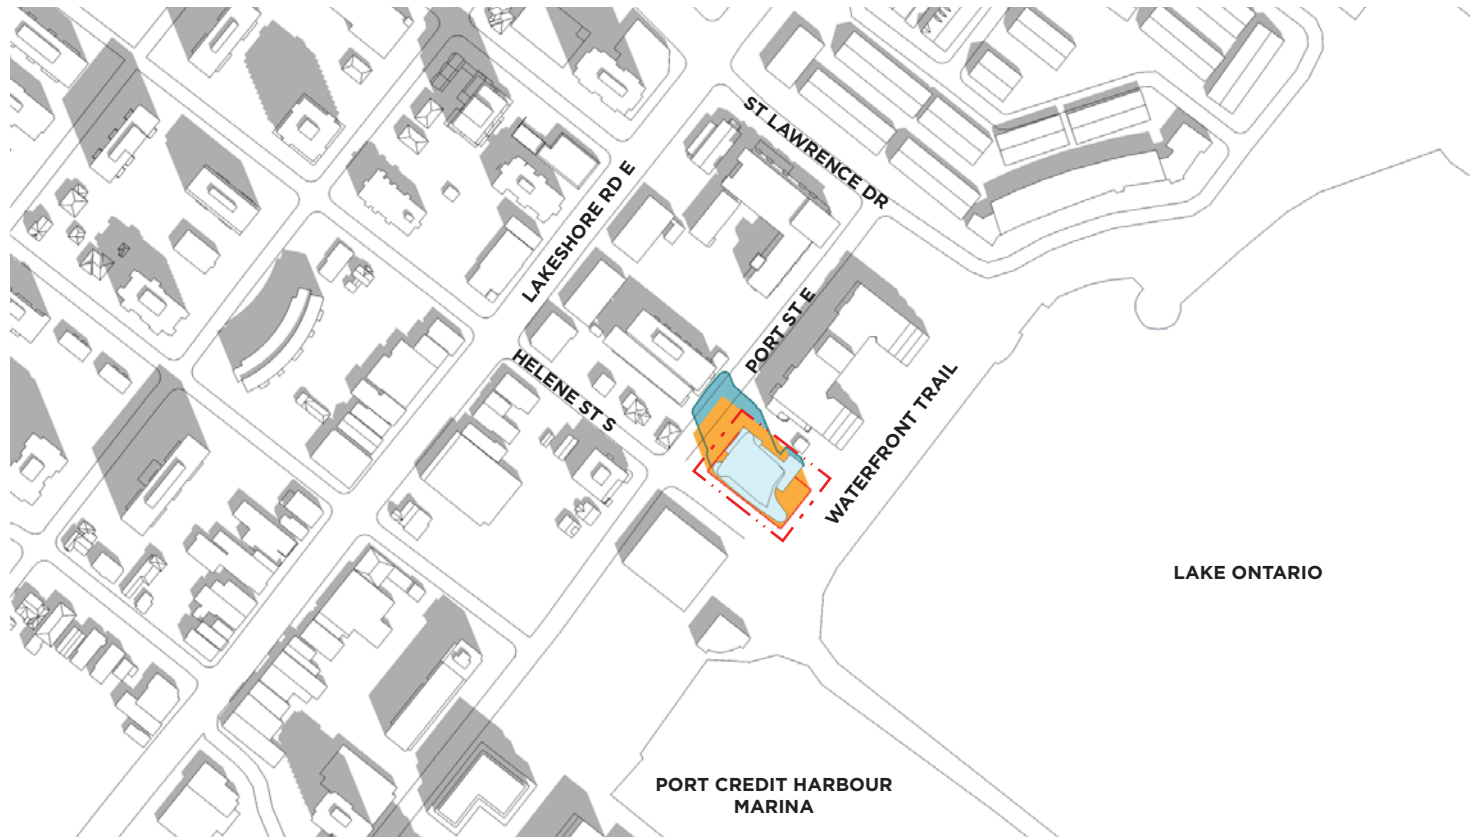 ST LAWRENCE DR
LAKESHORE RD E
PORT ST E
HELENE ST S
WATERFRONT TRAIL
LAKE ONTARIO
PORT CREDIT HARBOUR
MARINA